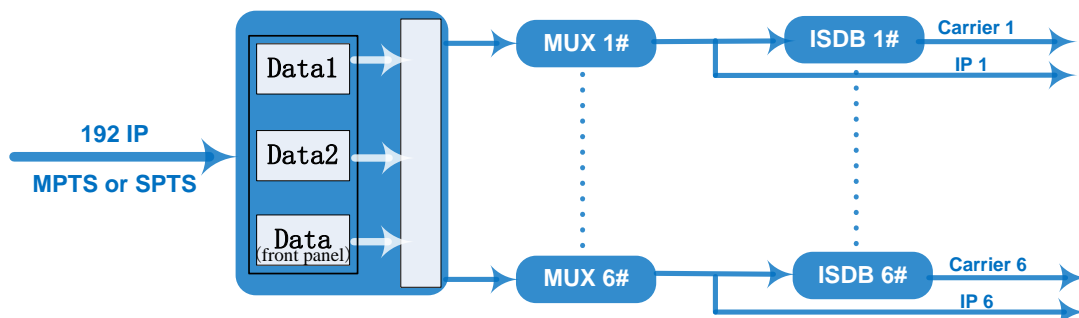 192 IP
MPTS or SPTS
Data1
Data2
Data
(front panel)
MUX 1#
ISDB 1#
Carrier 1
IP 1
MUX 6#
ISDB 6#
Carrier 6
IP 6